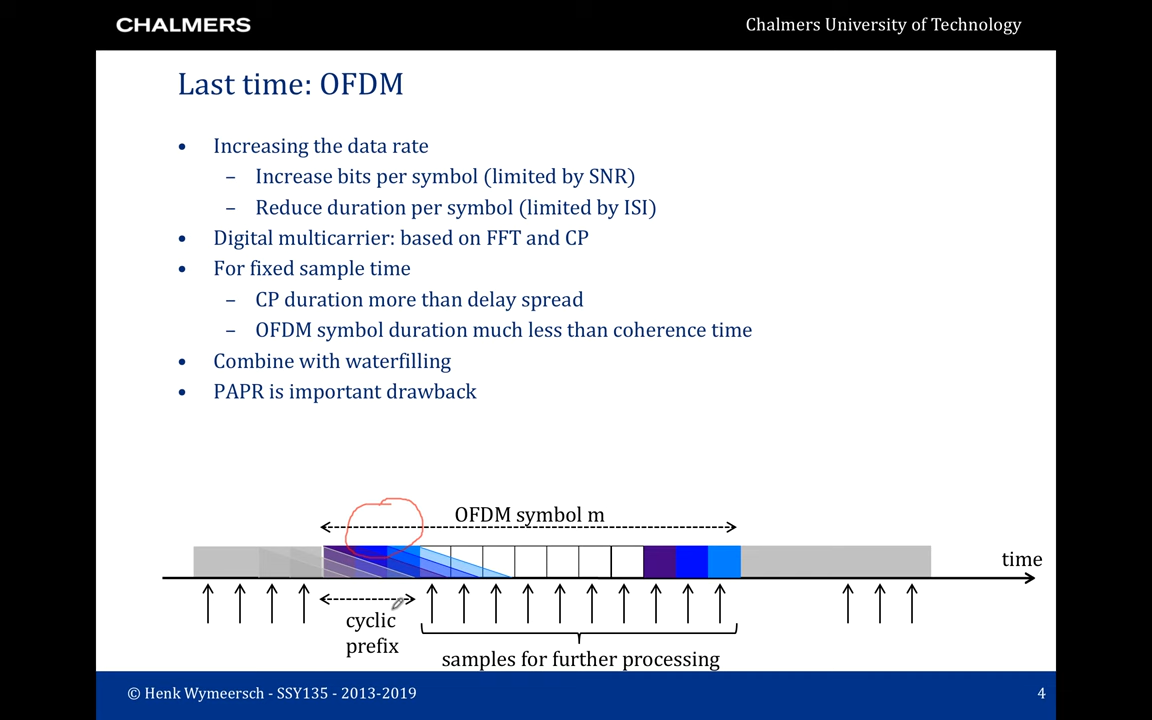 CHALMERS
Chalmers University of Technology
Last time: OFDM
• Increasing the data rate
– Increase bits per symbol (limited by SNR)
– Reduce duration per symbol (limited by ISI)
• Digital multicarrier: based on FFT and CP
• For fixed sample time
– CP duration more than delay spread
– OFDM symbol duration much less than coherence time
• Combine with waterfilling
• PAPR is important drawback
OFDM symbol m
time
cyclic
prefix
samples for further processing
© Henk Wymeersch - SSY135 - 2013-2019
4